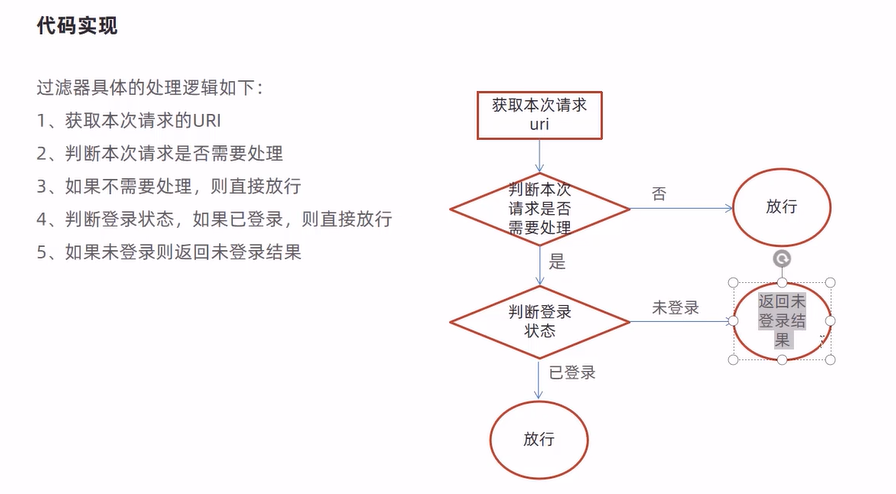 代码实现
过滤器具体的处理逻辑如下：
1、获取本次请求的URI
2、判断本次请求是否需要处理
3、如果不需要处理，则直接放行
4、判断登录状态，如果已登录，则直接放行
5、如果未登录则返回未登录结果
获取本次请求
uri
判断本次
请求是否
需要处理
否
放行
是
判断登录
状态
未登录
返回未
登录结
果
已登录
放行